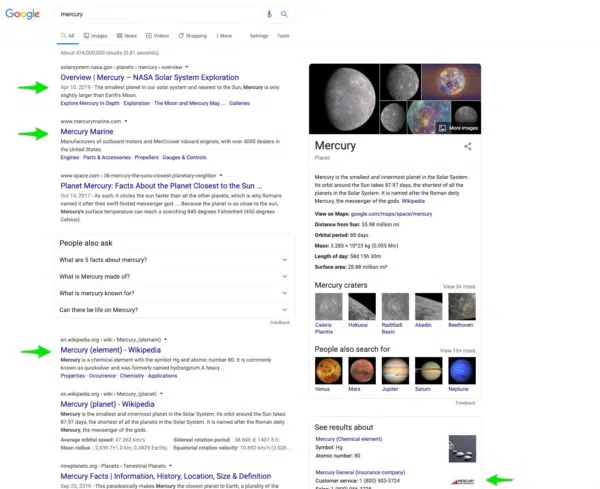 Google
mercury
All Images News Videos Shopping More Settings Tools
About 476,000,000 results (0.81 seconds)
solarsystem.nasa.gov › planets › mercury › overview
Overview | Mercury – NASA Solar System Exploration
Apr 10, 2019 - The smallest planet in our solar system and nearest to the Sun, Mercury is only
slightly larger than Earth's Moon.
Explore Mercury In Depth · Exploration · The Moon and Mercury May ... · Galleries
www.mercurymarine.com
Mercury Marine
Manufacturers of outboard motors and MerCruiser inboard engines, with over 4000 dealers in
the United States.
Engines · Parts & Accessories · Propellers · Gauges & Controls
www.space.com › 36-mercury-the-suns-closest-planetary-neighbor
Planet Mercury: Facts About the Planet Closest to the Sun ...
Oct 14, 2017 - As such, it circles the sun faster than all the other planets, which is why Romans
named it after their swift-footed messenger god. ... Because the planet is so close to the sun,
Mercury's surface temperature can reach a scorching 840 degrees Fahrenheit (450 degrees
Celsius).
People also ask
What are 5 facts about mercury?
What is Mercury made of?
What is mercury known for?
Can there be life on Mercury?
Feedback
en.wikipedia.org › wiki › Mercury_(element)
Mercury (element) - Wikipedia
Mercury is a chemical element with the symbol Hg and atomic number 80. It is commonly
known as quicksilver and was formerly named hydrargyrum A heavy ...
Properties · Occurrence · Chemistry · Applications
en.wikipedia.org › wiki › Mercury_(planet)
Mercury (planet) - Wikipedia
Mercury is the smallest and innermost planet in the Solar System. Its orbit around the Sun takes
87.97 days, the shortest of all the planets in the Solar System. It is named after the Roman deity
Mercury, the messenger of the gods.
Average orbital speed: 47.362 km/s Sidereal rotation period: 58.646 d; 1407.5 h;
Mean radius: 2,439.7±1.0 km; 0.3829 Earths; Equatorial rotation velocity: 10.892 km/h (3.026 ...
nineplanets.org › Planets › Terrestrial Planets
Mercury Facts | Information, History, Location, Size & Definition
Sep 25, 2019 - This paradoxically makes Mercury the closest planet to Earth, a plurality of the
More images
Mercury
Planet
Mercury is the smallest and innermost planet in the Solar System.
Its orbit around the Sun takes 87.97 days, the shortest of all the
planets in the Solar System. It is named after the Roman deity
Mercury, the messenger of the gods. Wikipedia
View on Maps: google.com/maps/space/mercury
Distance from Sun: 35.98 million mi
Orbital period: 88 days
Mass: 3.285 × 10^23 kg (0.055 M⊕)
Length of day: 58d 15h 30m
Surface area: 28.88 million mi²
Mercury craters View 3+ more
Caloris Hokusai Raditladi Abedin Beethoven
Planitia Basin
People also search for View 15+ more
Venus Mars Jupiter Saturn Neptune
Feedback
See results about
Mercury (Chemical element)
Symbol: Hg
Atomic number: 80
Mercury General (Insurance company)
Customer service: 1 (800) 503-3724
MERCURY